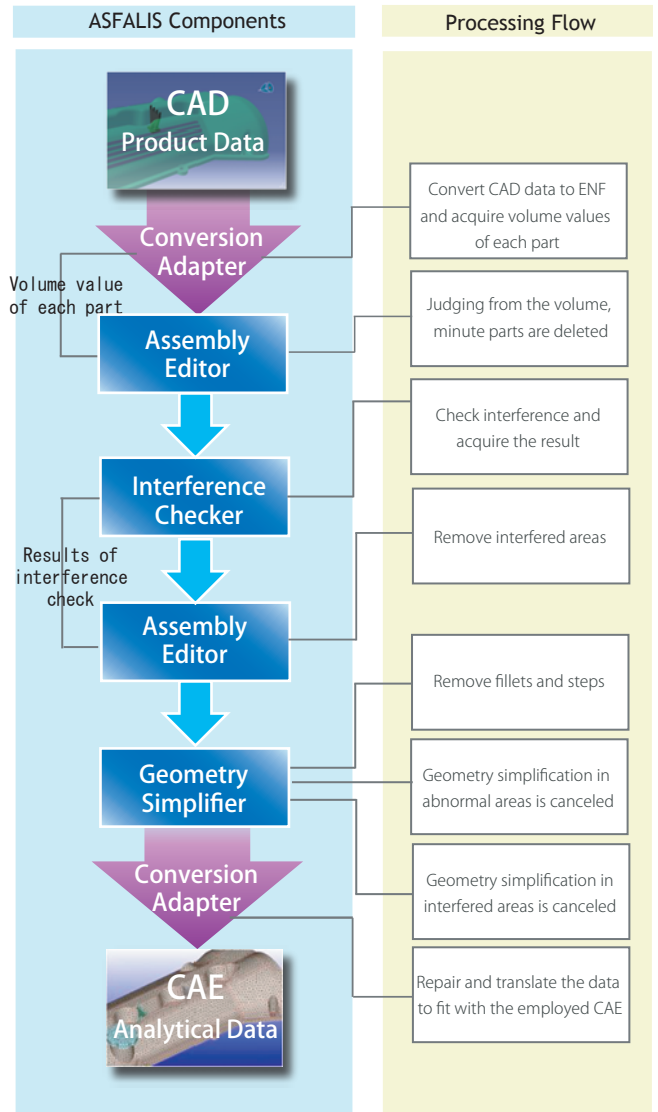 ASFALIS Components
Processing Flow
CAD
Product Data
Conversion
Adapter
Convert CAD data to ENF
and acquire volume values
of each part
Volume value
of each part
Assembly
Editor
Judging from the volume,
minute parts are deleted
Check interference and
acquire the result
Interference
Checker
Remove interfered areas
Results of
interference
check
Assembly
Editor
Remove fillets and steps
Geometry
Simplifier
Geometry simplification in
abnormal areas is canceled
Geometry simplification in
interfered areas is canceled
Conversion
Adapter
Repair and translate the data
to fit with the employed CAE
CAE
Analytical Data